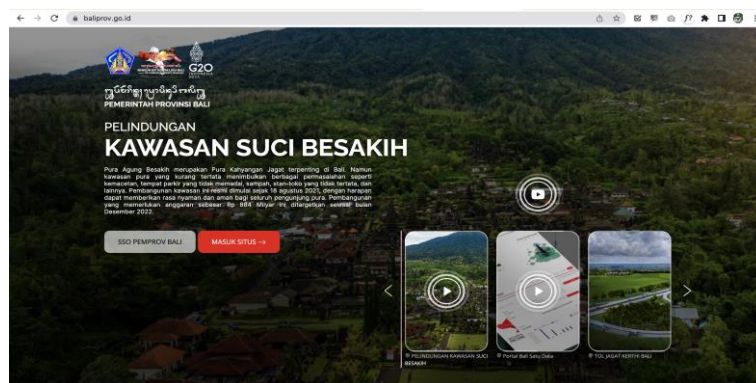 baliprov.go.id
G20
INDONESIA
PEMERINTAH PROVINSI BALI
PELINDUNGAN
KAWASAN SUCI BESAKIH
Pura Agung Besakih merupakan Pura Kahyangan Jagat terpenting di Bali. Namun
kawasan pura yang kurang tertata menimbulkan berbagai permasalahan seperti
kemacetan, tempat parkir yang tidak memadai, sampah, stan-toko yang tidak tertata, dan
lainnya. Pembangunan kawasan ini resmi dimulai sejak 18 agustus 2021, dengan harapan
dapat memberikan rasa nyaman dan aman bagi seluruh pengunjung pura. Pembangunan
yang memerlukan anggaran sebesar Rp 884 Milyar ini ditargetkan selesai bulan
Desember 2022.
SSO PEMPROV BALI
MASUK SITUS →
PELINDUNGAN KAWASAN SUCI
BESAKIH
Portal Bali Satu Data
TOL JAGAT KERTHI BALI